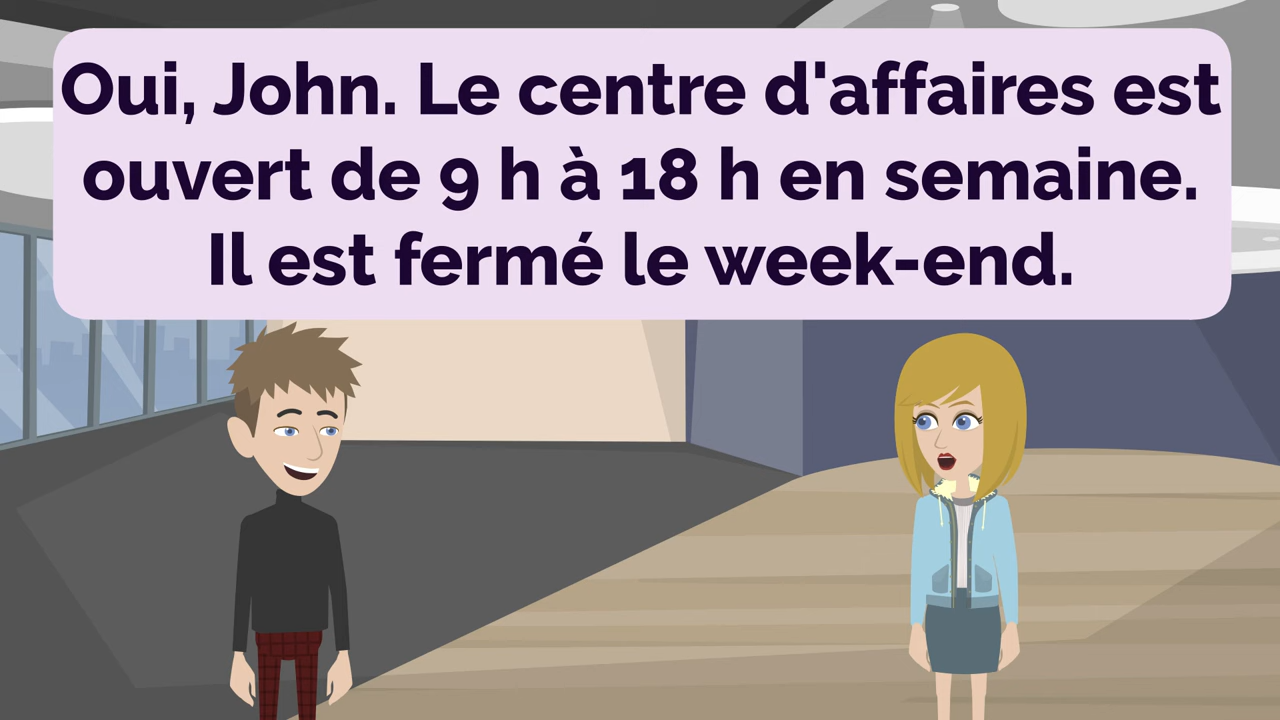 Oui, John. Le centre d'affaires est
ouvert de 9 h à 18 h en semaine.
Il est fermé le week-end.